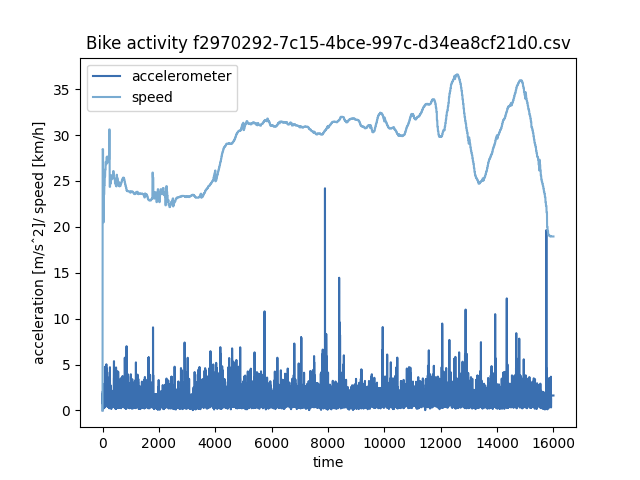 Bike activity f2970292-7c15-4bce-997c-d34ea8cf21d0.csv
accelerometer
speed
acceleration [m/s^2]/ speed [km/h]
35
30
25
20
15
10
5
0
0 2000 4000 6000 8000 10000 12000 14000 16000
time